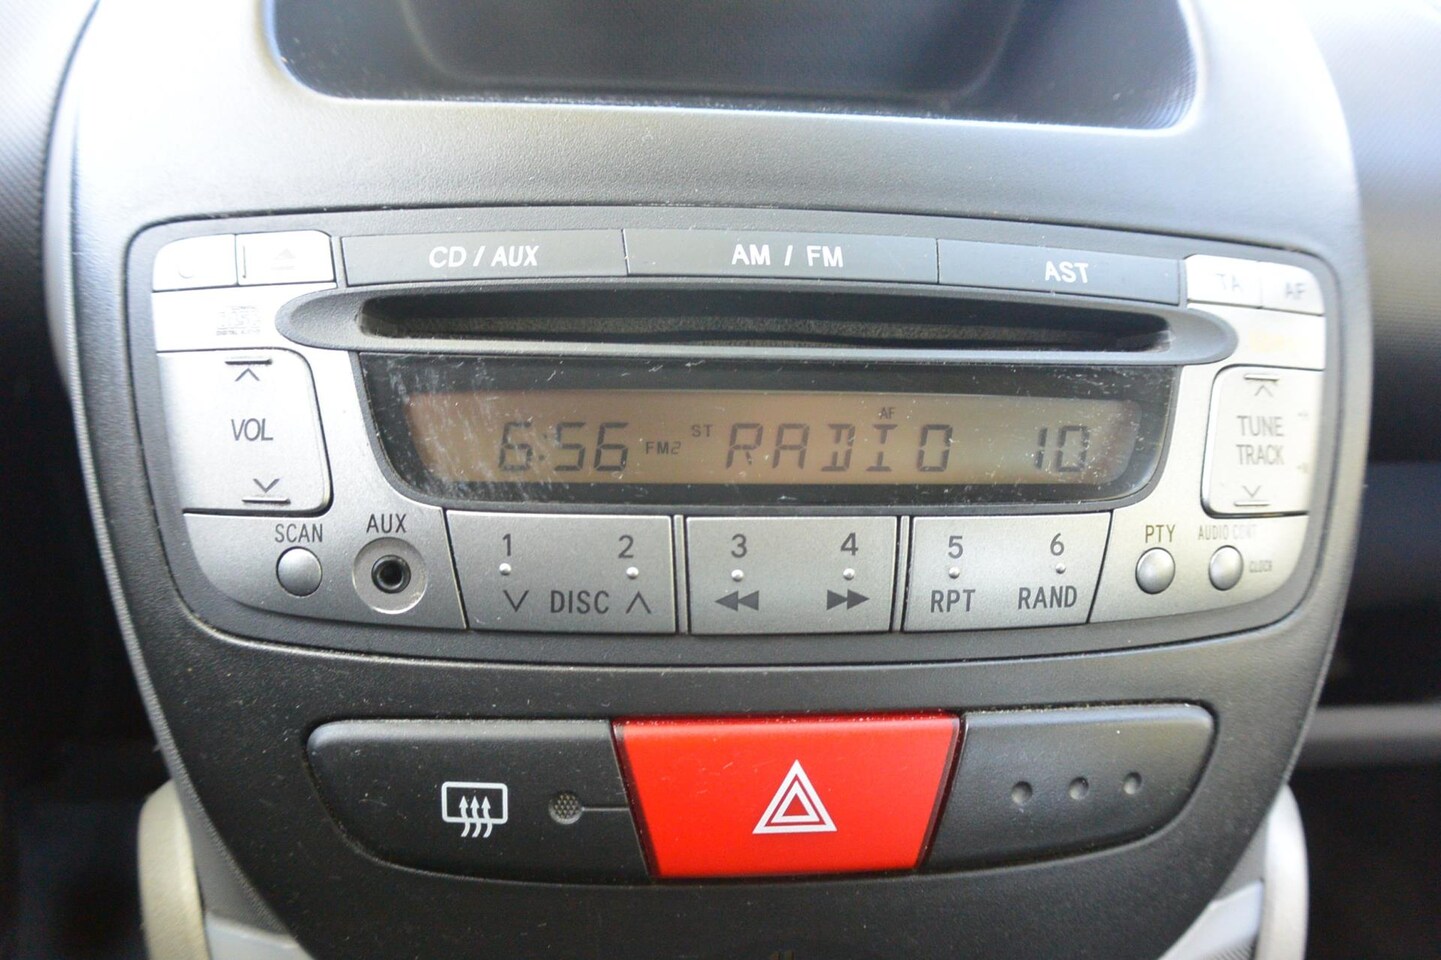 CD / AUX
AM / FM
AST
TA
AF
VOL
6:56 FM2 ST AF RADIO 10
TUNE
TRACK
SCAN
AUX
1 2 3 4 5 6
DISC
RPT
RAND
PTY
AUDIO CONT
CLOCK